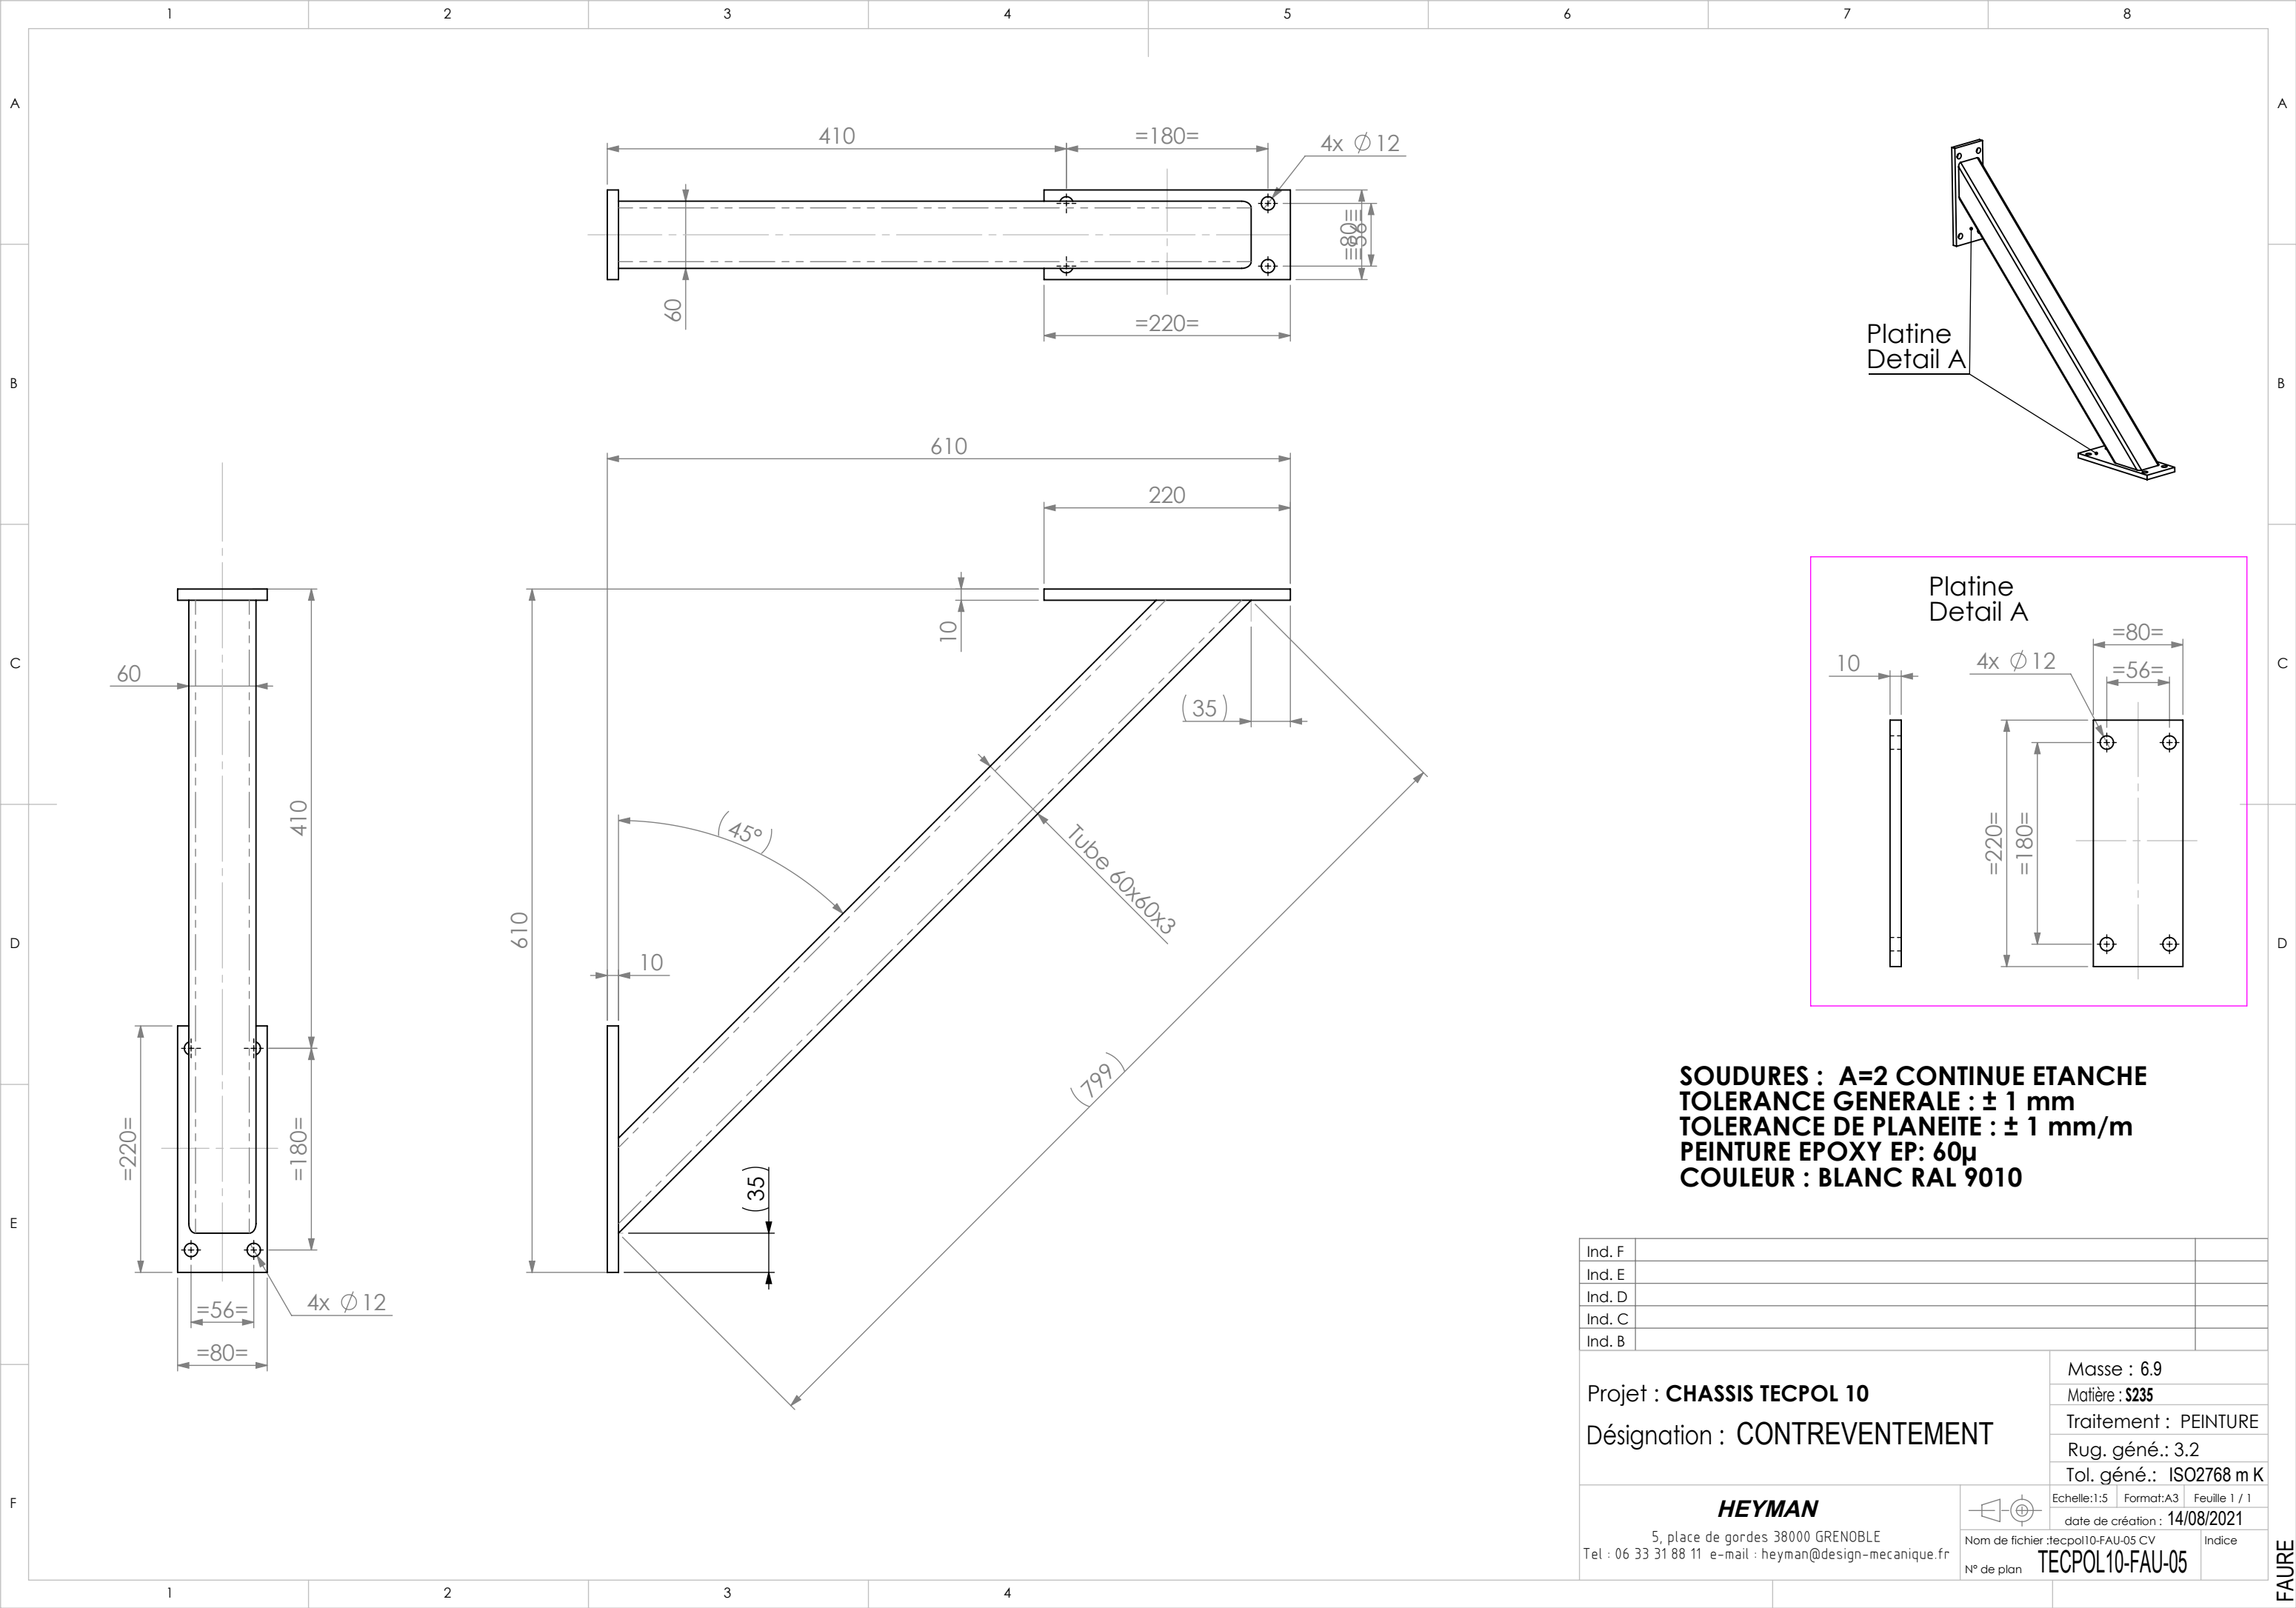 1 2 3 4 5 6 7 8
A A
410 =180= 4x Ø12
=80=
=56=
60
=220=
B B
Platine
Detail A
610
220
10
(35)
(45°)
Tube 60x60x3
610
10
(799)
(35)
C C
60
410
=220=
=180=
=56=
4x Ø12
=80=
Platine
Detail A
=80=
10 4x Ø12 =56=
=220=
=180=
D D
SOUDURES : A=2 CONTINUE ETANCHE
TOLERANCE GENERALE : ± 1 mm
TOLERANCE DE PLANEITE : ± 1 mm/m
PEINTURE EPOXY EP: 60µ
COULEUR : BLANC RAL 9010
E
Ind. F
Ind. E
Ind. D
Ind. C
Ind. B
Projet : CHASSIS TECPOL 10
Désignation : CONTREVENTEMENT
Masse : 6.9
Matière : S235
Traitement : PEINTURE
Rug. géné.: 3.2
Tol. géné.: ISO2768 m K
F
HEYMAN
5, place de gordes 38000 GRENOBLE
Tel : 06 33 31 88 11 e-mail : heyman@design-mecanique.fr
Echelle:1:5 Format:A3 Feuille 1 / 1
date de création : 14/08/2021
Nom de fichier :tecpol10-FAU-05 CV Indice
N° de plan TECPOL10-FAU-05
FAURE
1 2 3 4